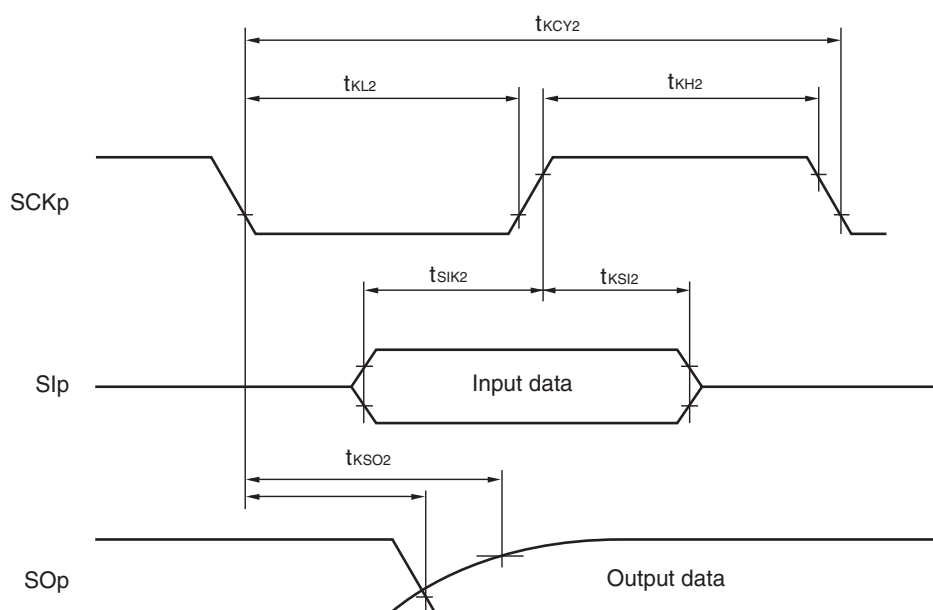 tKCY2
tKL2
tKH2
SCKp
tSIK2
tKSI2
SIp
Input data
tKSO2
SOp
Output data